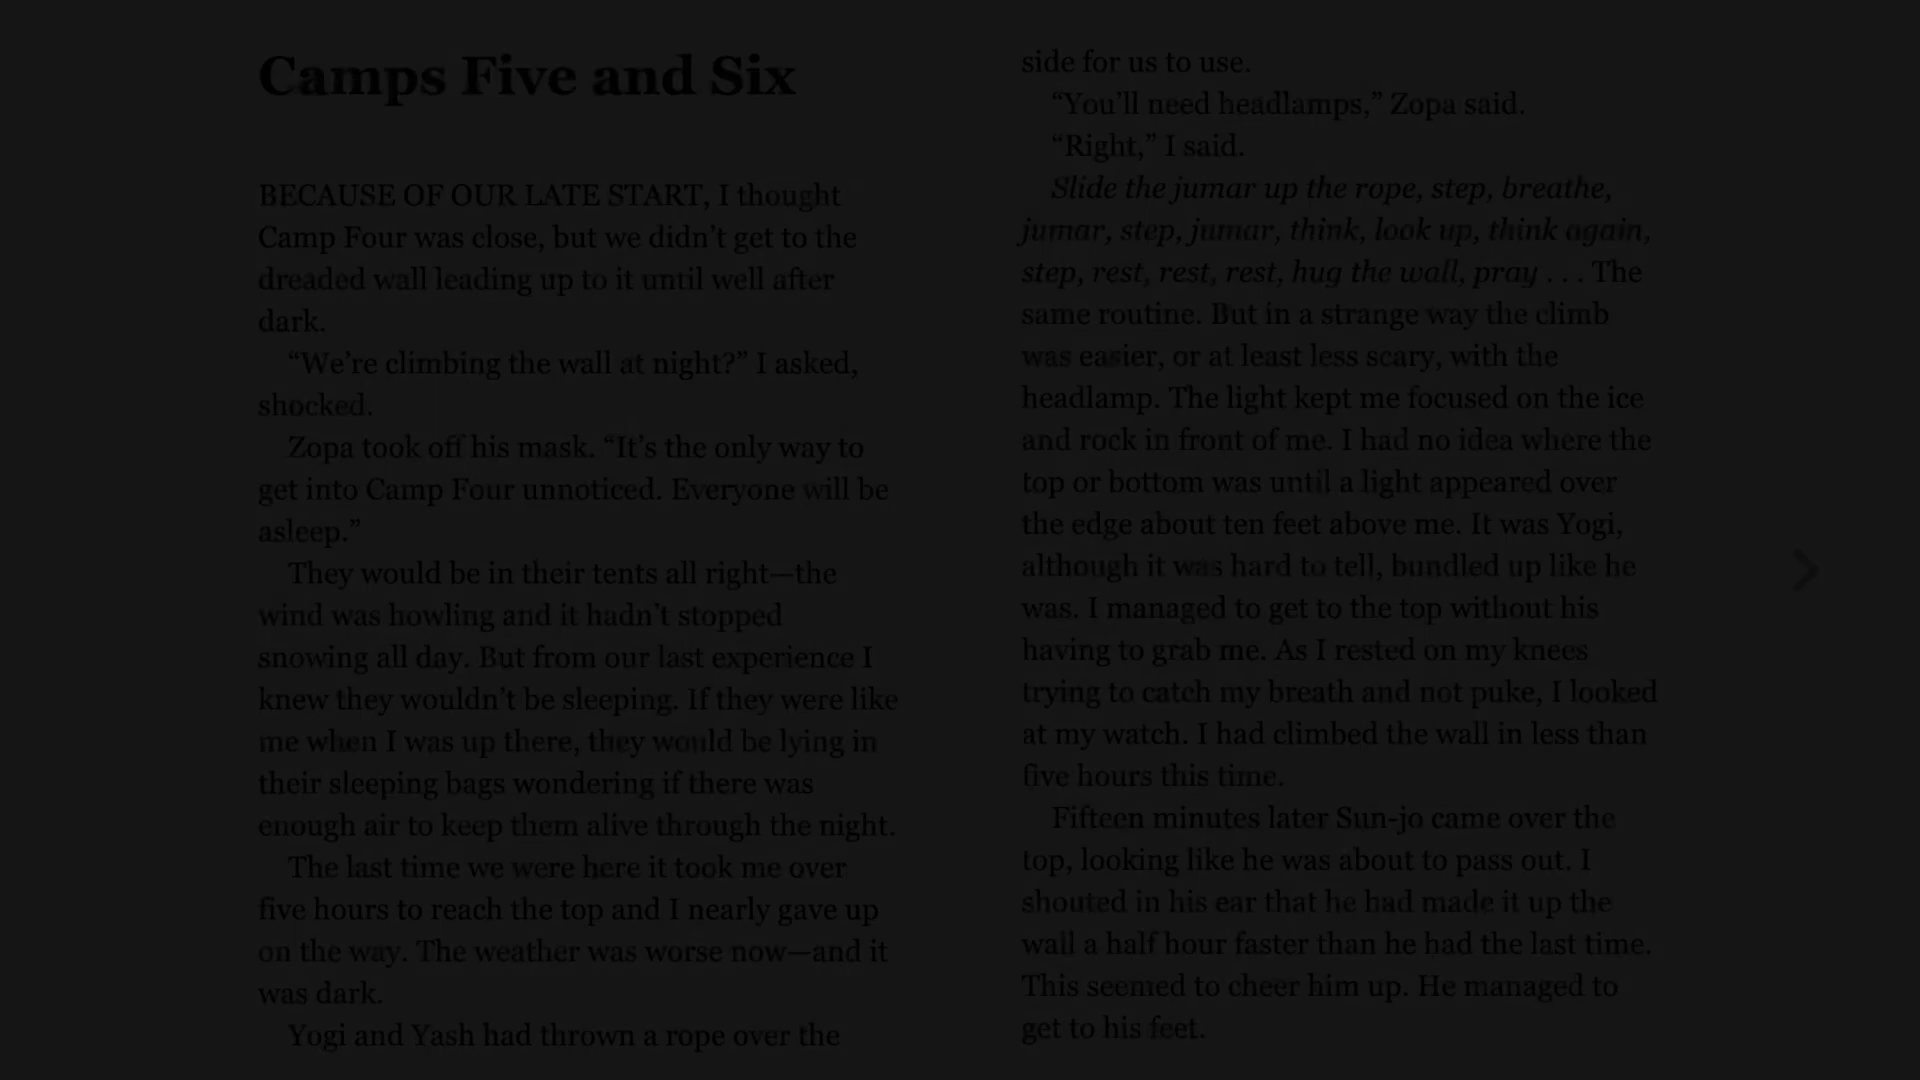 Camps Five and Six
BECAUSE OF OUR LATE START, I thought
Camp Four was close, but we didn’t get to the
dreaded wall leading up to it until well after
dark.
“We’re climbing the wall at night?” I asked,
shocked.
Zopa took off his mask. “It’s the only way to
get into Camp Four unnoticed. Everyone will be
asleep.”
They would be in their tents all right—the
wind was howling and it hadn’t stopped
snowing all day. But from our last experience I
knew they wouldn’t be sleeping. If they were like
me when I was up there, they would be lying in
their sleeping bags wondering if there was
enough air to keep them alive through the night.
The last time we were here it took me over
five hours to reach the top and I nearly gave up
on the way. The weather was worse now—and it
was dark.
Yogi and Yash had thrown a rope over the
side for us to use.
“You’ll need headlamps,” Zopa said.
“Right,” I said.
Slide the jumar up the rope, step, breathe,
jumar, step, jumar, think, look up, think again,
step, rest, rest, rest, hug the wall, pray . . . The
same routine. But in a strange way the climb
was easier, or at least less scary, with the
headlamp. The light kept me focused on the ice
and rock in front of me. I had no idea where the
top or bottom was until a light appeared over
the edge about ten feet above me. It was Yogi,
although it was hard to tell, bundled up like he
was. I managed to get to the top without his
having to grab me. As I rested on my knees
trying to catch my breath and not puke, I looked
at my watch. I had climbed the wall in less than
five hours this time.
Fifteen minutes later Sun-jo came over the
top, looking like he was about to pass out. I
shouted in his ear that he had made it up the
wall a half hour faster than he had the last time.
This seemed to cheer him up. He managed to
get to his feet.